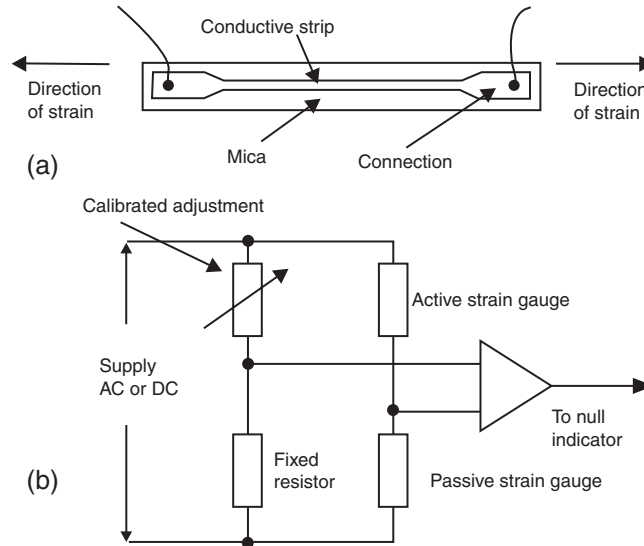 Conductive strip
Direction
of strain
Direction
of strain
Mica
Connection
(a)
Calibrated adjustment
Active strain gauge
Supply
AC or DC
To null
indicator
Fixed
resistor
Passive strain gauge
(b)